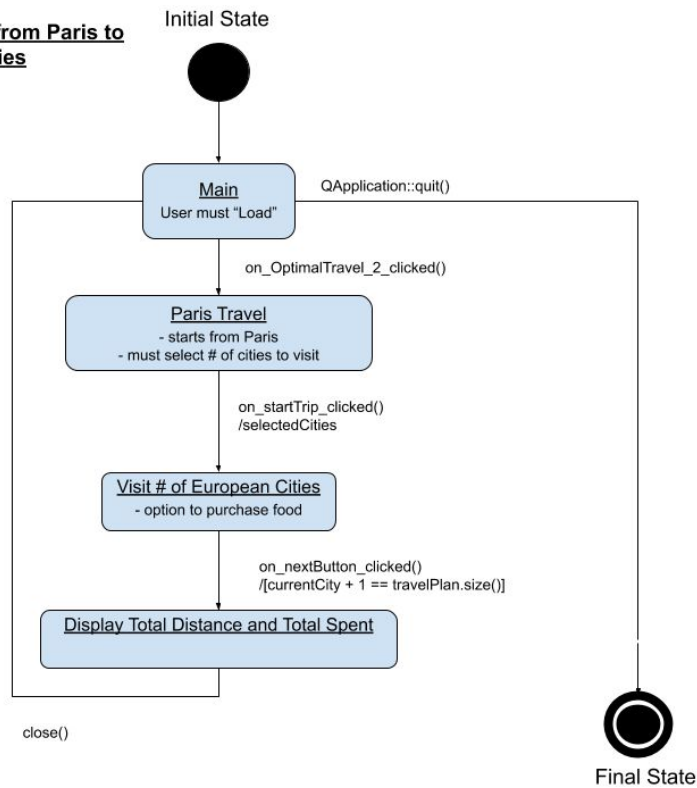 from Paris to
Initial State
Main
User must “Load”
QApplication::quit()
on_OptimalTravel_2_clicked()
Paris Travel
- starts from Paris
- must select # of cities to visit
on_startTrip_clicked()
/selectedCities
Visit # of European Cities
- option to purchase food
on_nextButton_clicked()
/[currentCity + 1 == travelPlan.size()]
Display Total Distance and Total Spent
close()
Final State